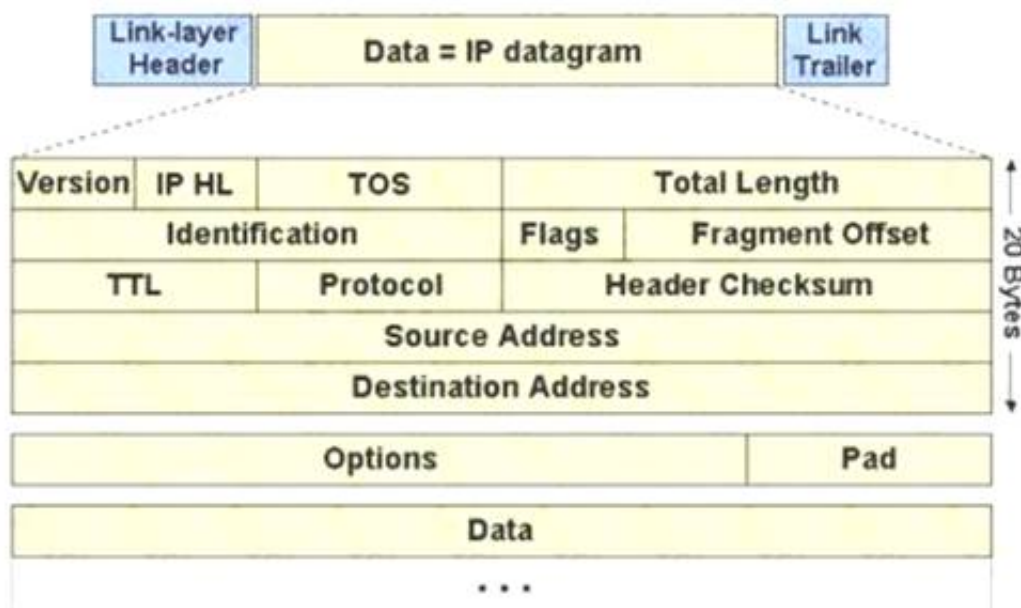 Link-layer
Header
Data = IP datagram
Link
Trailer
Version IP HL TOS Total Length
Identification Flags Fragment Offset
TTL Protocol Header Checksum
Source Address
Destination Address
20 Bytes
Options Pad
Data
. . .